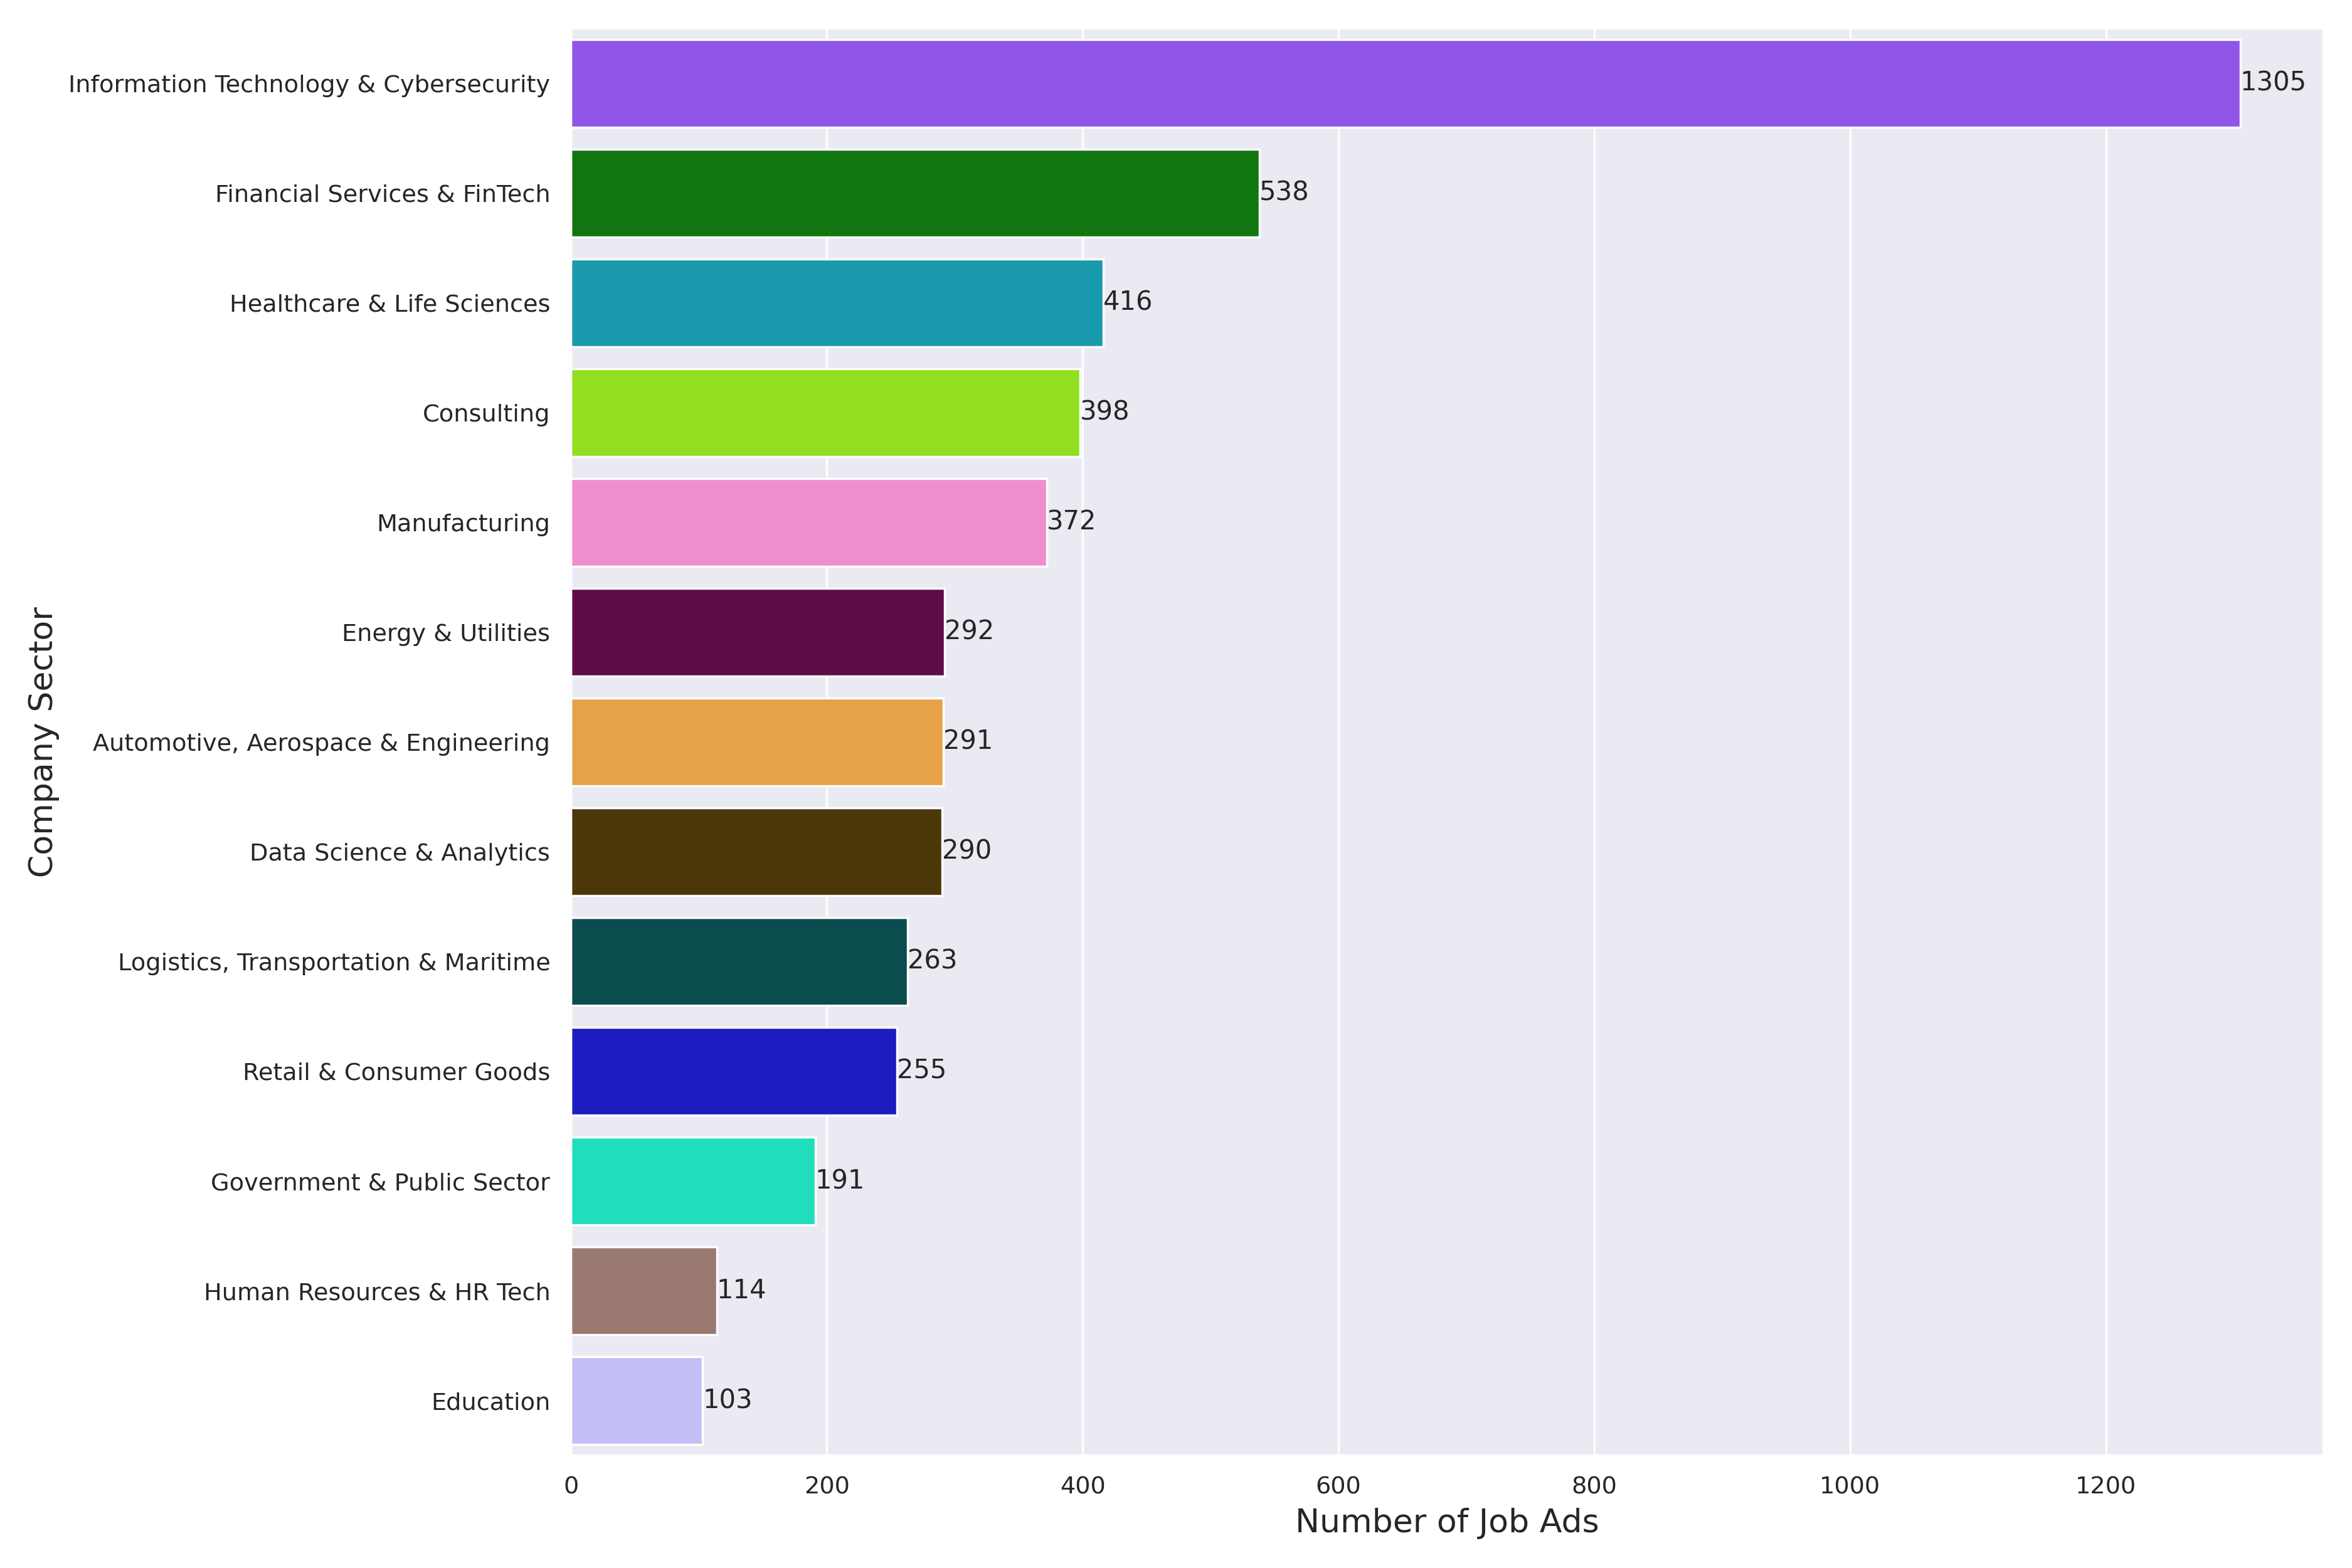 Information Technology & Cybersecurity 1305
Financial Services & FinTech 538
Healthcare & Life Sciences 416
Consulting 398
Manufacturing 372
Energy & Utilities 292
Automotive, Aerospace & Engineering 291
Data Science & Analytics 290
Logistics, Transportation & Maritime 263
Retail & Consumer Goods 255
Government & Public Sector 191
Human Resources & HR Tech 114
Education 103
Company Sector
0 200 400 600 800 1000 1200
Number of Job Ads